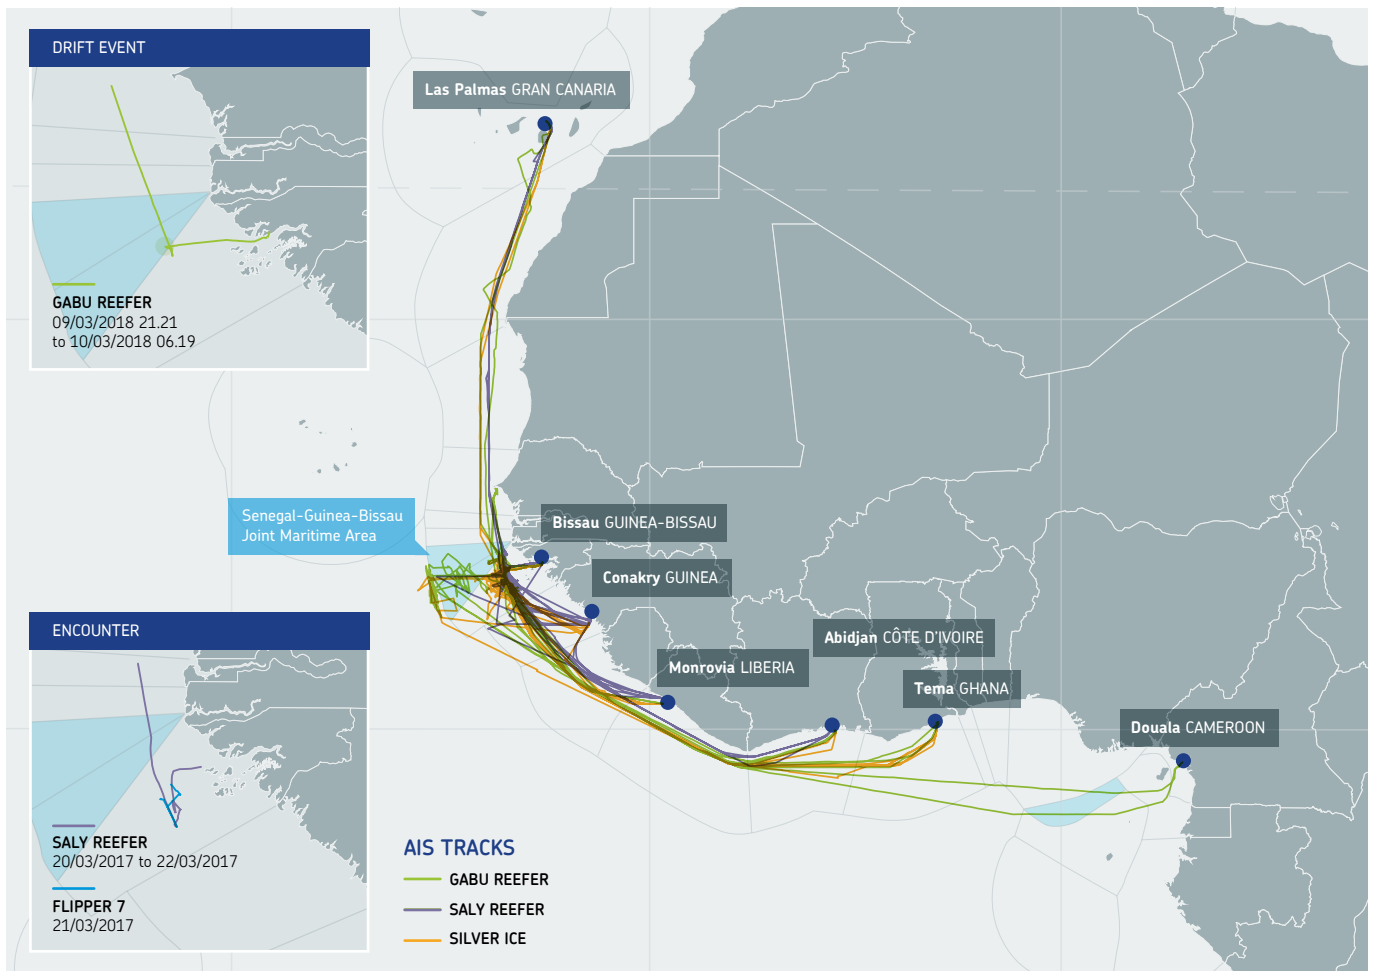 DRIFT EVENT
GABU REEFER
09/03/2018 21.21
to 10/03/2018 06.19
Las Palmas GRAN CANARIA
Senegal-Guinea-Bissau
Joint Maritime Area
Bissau GUINEA-BISSAU
Conakry GUINEA
Abidjan CÔTE D'IVOIRE
Monrovia LIBERIA
Tema GHANA
Douala CAMEROON
ENCOUNTER
SALY REEFER
20/03/2017 to 22/03/2017
FLIPPER 7
21/03/2017
AIS TRACKS
GABU REEFER
SALY REEFER
SILVER ICE